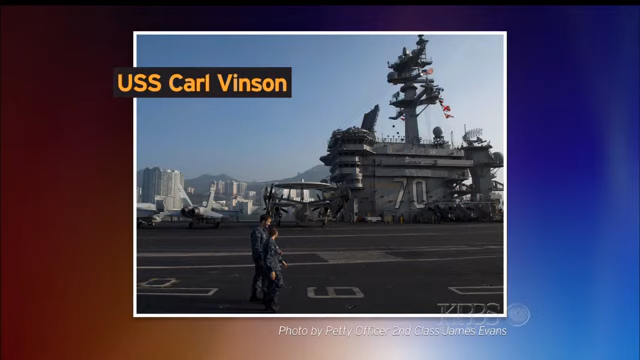 USS Carl Vinson
70
6
KPBS
Photo by Petty Officer 2nd Class James Evans